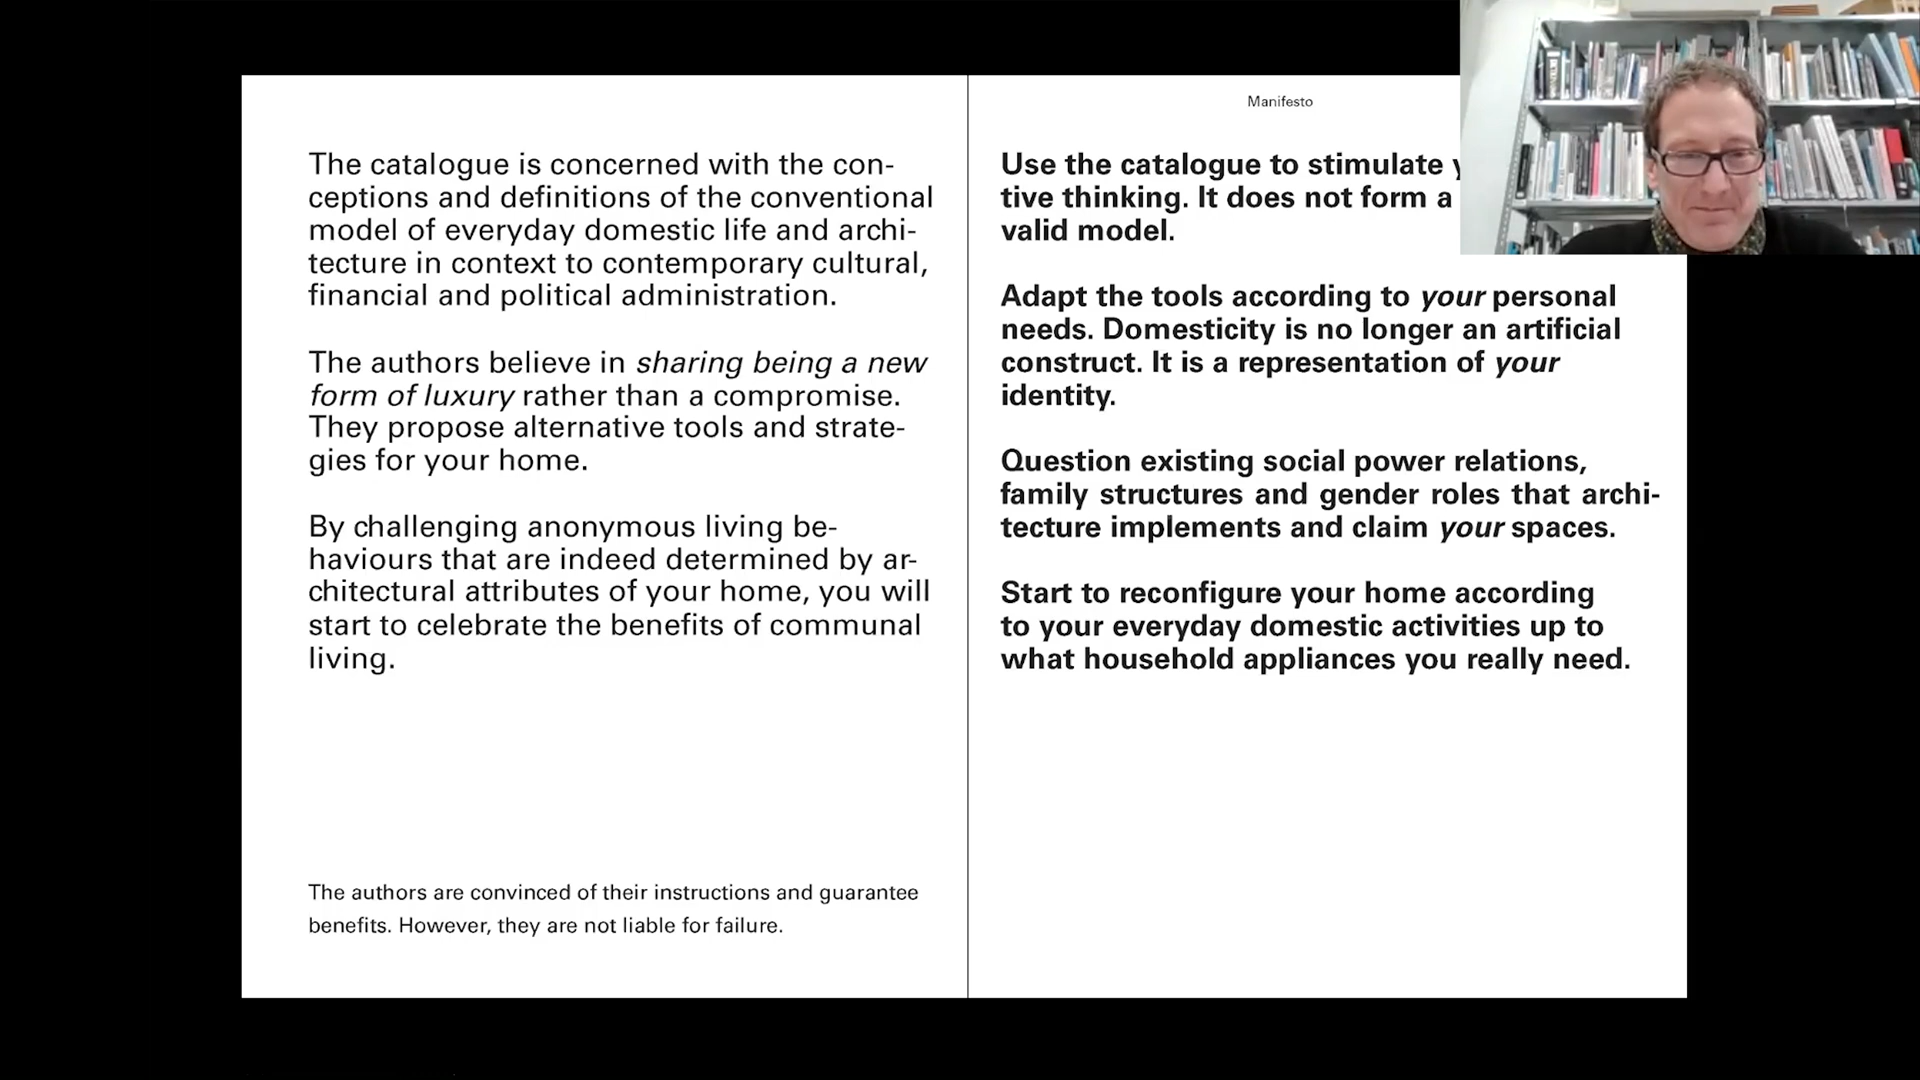 The catalogue is concerned with the con-
ceptions and definitions of the conventional
model of everyday domestic life and archi-
tecture in context to contemporary cultural,
financial and political administration.
The authors believe in sharing being a new
form of luxury rather than a compromise.
They propose alternative tools and strate-
gies for your home.
By challenging anonymous living be-
haviours that are indeed determined by ar-
chitectural attributes of your home, you will
start to celebrate the benefits of communal
living.
The authors are convinced of their instructions and guarantee
benefits. However, they are not liable for failure.
Manifesto
Use the catalogue to stimulate
tive thinking. It does not form a
valid model.
Adapt the tools according to your personal
needs. Domesticity is no longer an artificial
construct. It is a representation of your
identity.
Question existing social power relations,
family structures and gender roles that archi-
tecture implements and claim your spaces.
Start to reconfigure your home according
to your everyday domestic activities up to
what household appliances you really need.